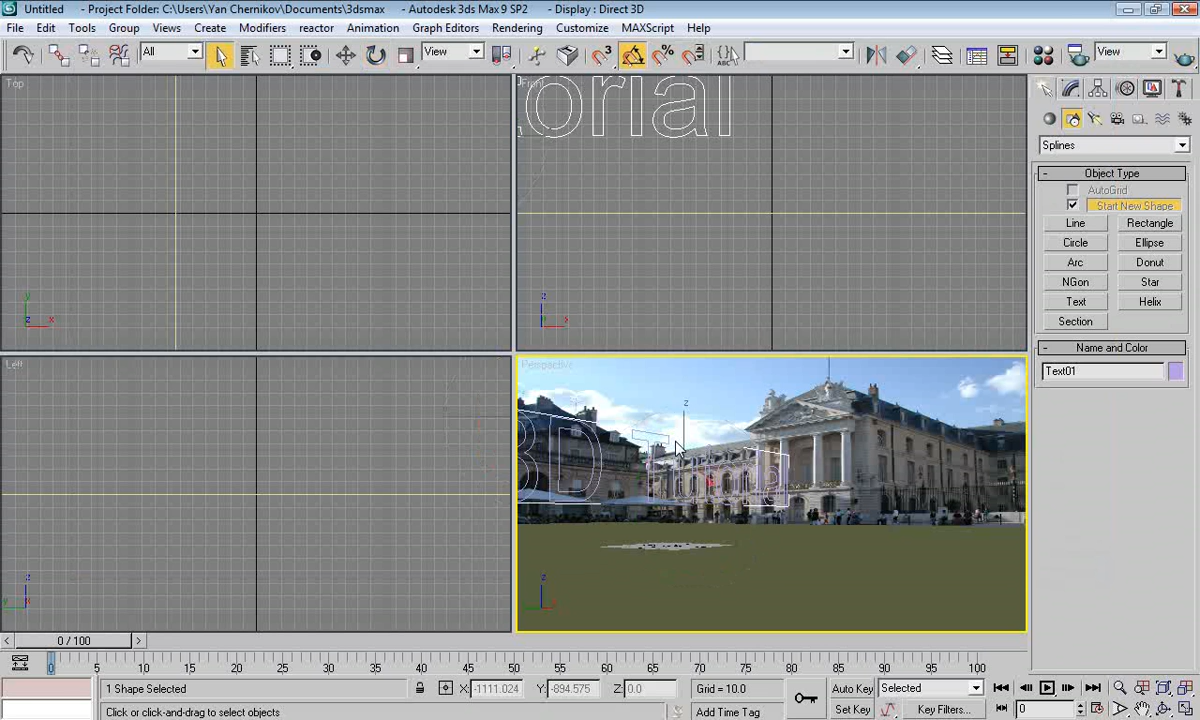 Untitled - Project Folder: C:\Users\Yan Chernikov\Documents\3dsmax - Autodesk 3ds Max 9 SP2 - Display : Direct 3D
File Edit Tools Group Views Create Modifiers reactor Animation Graph Editors Rendering Customize MAXScript Help
All View View
Top
Front
torial
Left
Perspective
3D
Splines
Object Type
AutoGrid
Start New Shape
Line Rectangle
Circle Ellipse
Arc Donut
NGon Star
Text Helix
Section
Name and Color
Text01
0 / 100
0 5 10 15 20 25 30 35 40 45 50 55 60 65 70 75 80 85 90 95 100
1 Shape Selected X: -1111.024 Y: -894.575 Z: 0.0 Grid = 10.0 Auto Key Selected
Click or click-and-drag to select objects Add Time Tag Set Key Key Filters... 0